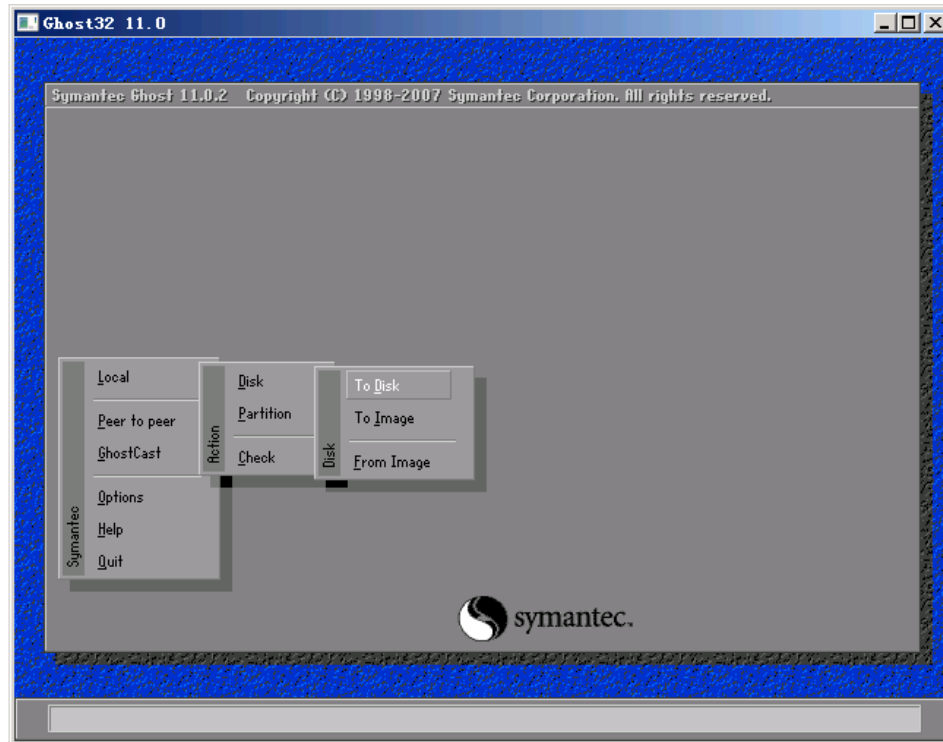 Ghost32 11.0
Symantec Ghost 11.0.2 Copyright (C) 1998-2007 Symantec Corporation. All rights reserved.
Symantec
Local
Peer to peer
GhostCast
Options
Help
Quit
Action
Disk
Partition
Check
Disk
To Disk
To Image
From Image
symantec.